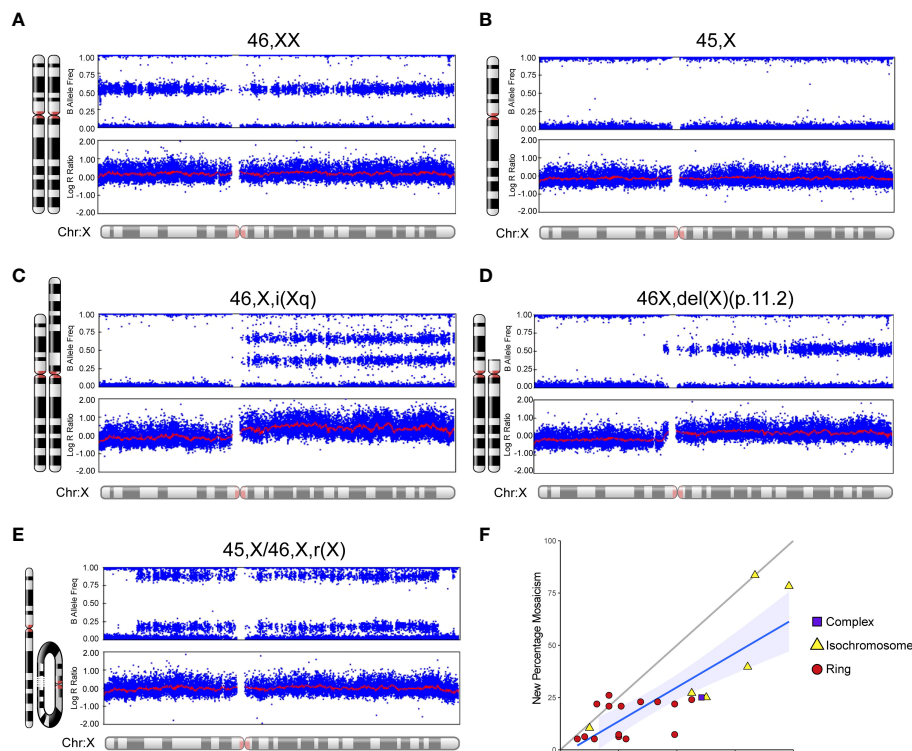 A
46,XX
B Allele Freq
1.00
0.75
0.50
0.25
0.00
Log R Ratio
2.00
1.00
0.00
-1.00
-2.00
Chr:X
B
45,X
B Allele Freq
1.00
0.75
0.50
0.25
0.00
Log R Ratio
2.00
1.00
0.00
-1.00
-2.00
Chr:X
C
46,X,i(Xq)
B Allele Freq
1.00
0.75
0.50
0.25
0.00
Log R Ratio
2.00
1.00
0.00
-1.00
-2.00
Chr:X
D
46X,del(X)(p.11.2)
B Allele Freq
1.00
0.75
0.50
0.25
0.00
Log R Ratio
2.00
1.00
0.00
-1.00
-2.00
Chr:X
E
45,X/46,X,r(X)
B Allele Freq
1.00
0.75
0.50
0.25
0.00
Log R Ratio
2.00
1.00
0.00
-1.00
-2.00
Chr:X
F
New Percentage Mosaicism
100
75
50
25
Complex
Isochromosome
Ring